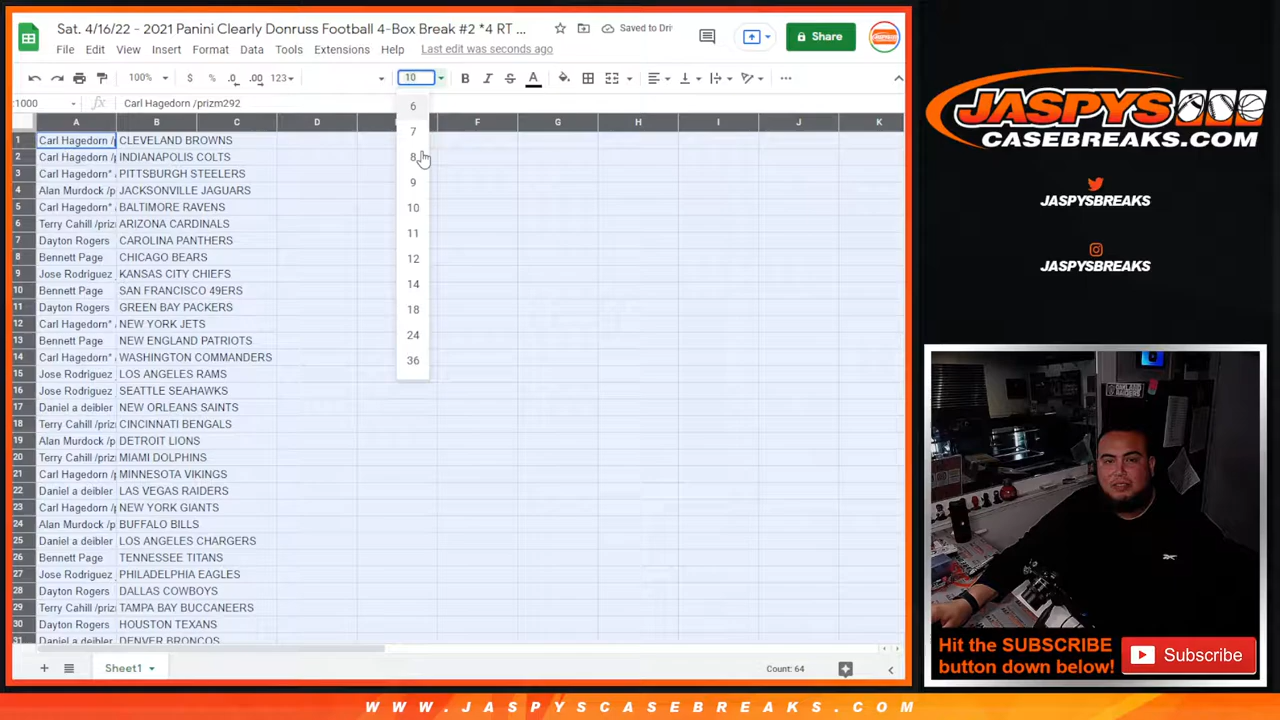 Sat. 4/16/22 - 2021 Panini Clearly Donruss Football 4-Box Break #2 *4 RT ...
Saved to Dri
Share
File Edit View Insert Format Data Tools Extensions Help Last edit was seconds ago
100% $ % .0 .00 123 10 B I S A
1000 fx Carl Hagedorn /prizm292
A B C D F G H I J K
1 Carl Hagedorn /p CLEVELAND BROWNS
2 Carl Hagedorn /p INDIANAPOLIS COLTS
3 Carl Hagedorn* / PITTSBURGH STEELERS
4 Alan Murdock /p JACKSONVILLE JAGUARS
5 Carl Hagedorn* / BALTIMORE RAVENS
6 Terry Cahill /priz ARIZONA CARDINALS
7 Dayton Rogers CAROLINA PANTHERS
8 Bennett Page CHICAGO BEARS
9 Jose Rodriguez KANSAS CITY CHIEFS
10 Bennett Page SAN FRANCISCO 49ERS
11 Dayton Rogers GREEN BAY PACKERS
12 Carl Hagedorn* / NEW YORK JETS
13 Bennett Page NEW ENGLAND PATRIOTS
14 Carl Hagedorn* / WASHINGTON COMMANDERS
15 Jose Rodriguez LOS ANGELES RAMS
16 Jose Rodriguez SEATTLE SEAHAWKS
17 Daniel a deibler NEW ORLEANS SAINTS
18 Terry Cahill /priz CINCINNATI BENGALS
19 Alan Murdock /p DETROIT LIONS
20 Terry Cahill /priz MIAMI DOLPHINS
21 Carl Hagedorn /p MINNESOTA VIKINGS
22 Daniel a deibler LAS VEGAS RAIDERS
23 Carl Hagedorn /p NEW YORK GIANTS
24 Alan Murdock /p BUFFALO BILLS
25 Daniel a deibler LOS ANGELES CHARGERS
26 Bennett Page TENNESSEE TITANS
27 Jose Rodriguez PHILADELPHIA EAGLES
28 Dayton Rogers DALLAS COWBOYS
29 Terry Cahill /priz TAMPA BAY BUCCANEERS
30 Dayton Rogers HOUSTON TEXANS
31 Daniel a deibler DENVER BRONCOS
6
7
8
9
10
11
12
14
18
24
36
Sheet1
Count: 64
JASPYS
CASEBREAKS.COM
JASPYSBREAKS
JASPYSBREAKS
OAKLAND
RAIDERS
Hit the SUBSCRIBE
button down below!
Subscribe
WWW.JASPYSCASEBREAKS.COM